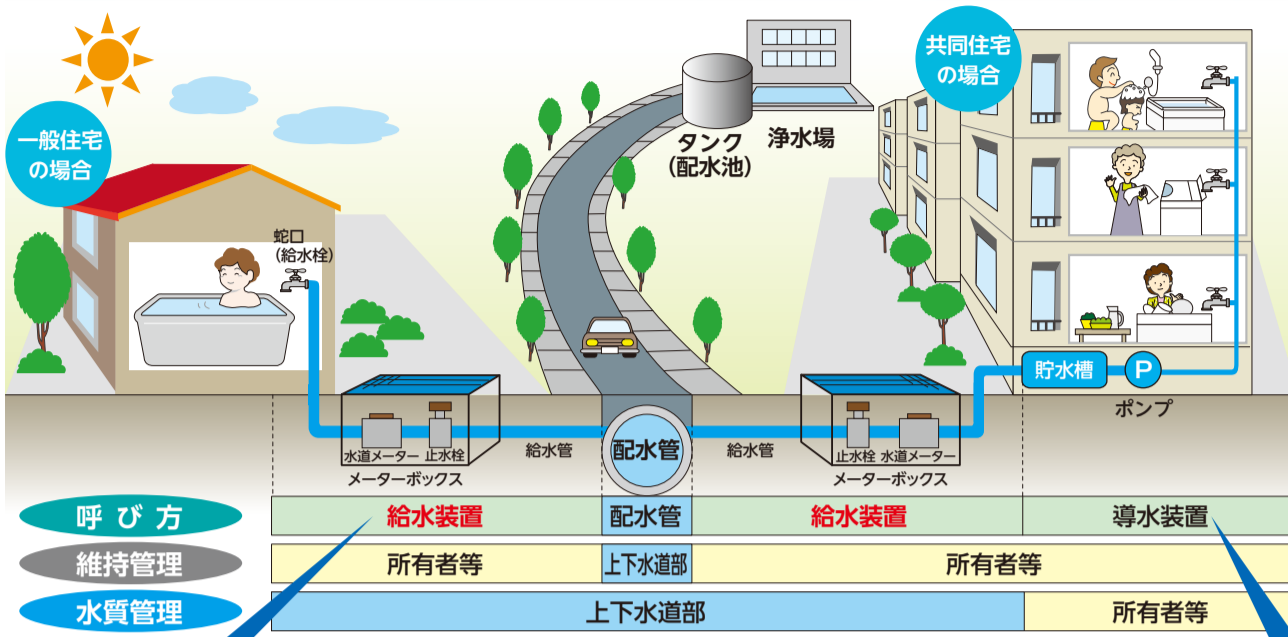 一般住宅
の場合
蛇口
(給水栓)
タンク
(配水池)
浄水場
共同住宅
の場合
貯水槽
P
ポンプ
水道メーター
止水栓
メーターボックス
給水管
配水管
給水管
止水栓
水道メーター
メーターボックス
呼び方
給水装置
配水管
給水装置
導水装置
維持管理
所有者等
上下水道部
所有者等
水質管理
上下水道部
所有者等